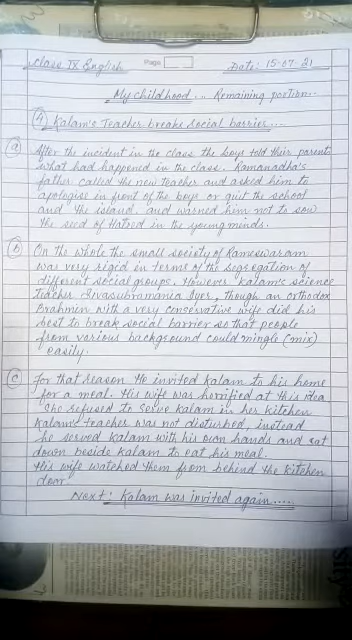 Class IX English Page Date: 15-07-21
My childhood... Remaining portion..
④ Kalam's Teacher breaks social barrier...
(a) After the incident in the class the boys told their parents
what had happened in the class. Ramanadha's
father called the new teacher and asked him to
apologise in front of the boys or quit the school
and the island, and warned him not to sow
the seed of Hatred in the young minds.
(b) On the whole the small society of Rameswaram
was very rigid in terms of the segregation of
different social groups. However Kalam's science
teacher Sivasubramania Iyer, though an orthodox
Brahmen with a very conservative wife did his
best to break social barrier so that people
from various background could mingle (mix)
easily.
(c) For that reason He invited Kalam to his home
for a meal. His wife was horrified at this idea
She refused to serve Kalam in her kitchen
Kalam's teacher was not disturbed, instead
he served Kalam with his own hands and sat
down beside Kalam to eat his meal.
His wife watched them from behind the kitchen
door.
Next: Kalam was invited again.....